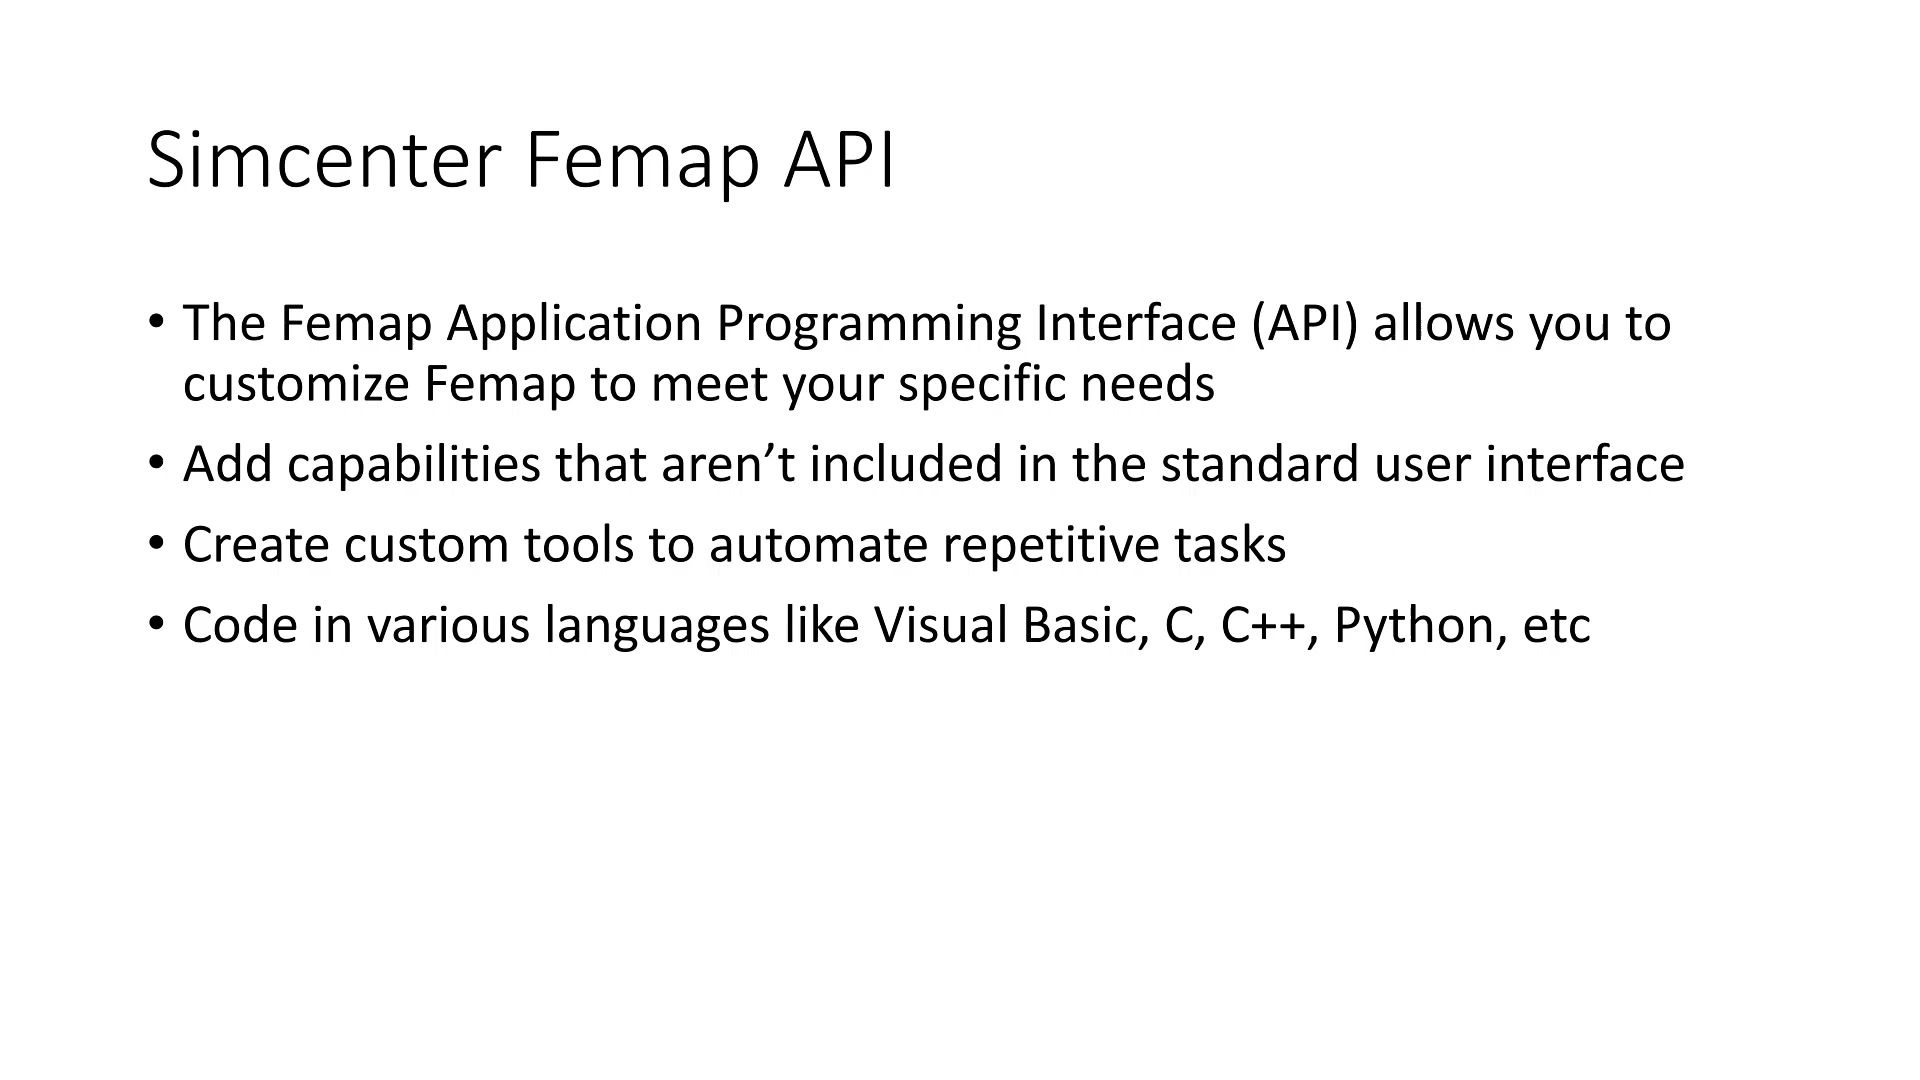 Simcenter Femap API
• The Femap Application Programming Interface (API) allows you to
customize Femap to meet your specific needs
• Add capabilities that aren’t included in the standard user interface
• Create custom tools to automate repetitive tasks
• Code in various languages like Visual Basic, C, C++, Python, etc